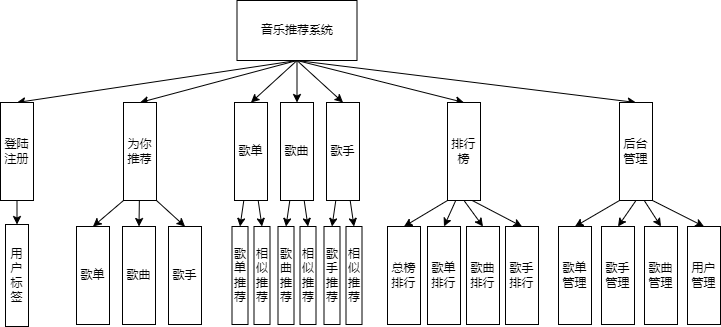 音乐推荐系统
登陆
注册
为你
推荐
歌单
歌曲
歌手
排行
榜
后台
管理
用户标签
歌单
歌曲
歌手
歌单推荐
相似推荐
歌曲推荐
相似推荐
歌手推荐
相似推荐
总榜
排行
歌单
排行
歌曲
排行
歌手
排行
歌单
管理
歌手
管理
歌曲
管理
用户
管理